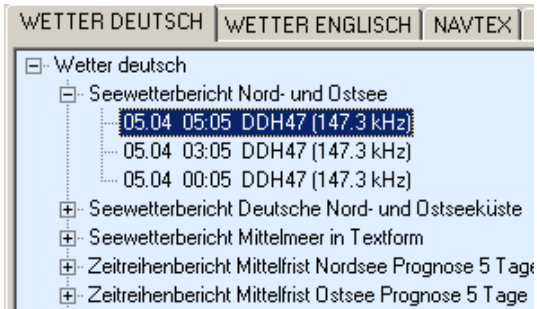 WETTER DEUTSCH WETTER ENGLISCH NAVTEX
Wetter deutsch
Seewetterbericht Nord- und Ostsee
05.04 05:05 DDH47 (147.3 kHz)
05.04 03:05 DDH47 (147.3 kHz)
05.04 00:05 DDH47 (147.3 kHz)
Seewetterbericht Deutsche Nord- und Ostseeküste
Seewetterbericht Mittelmeer in Textform
Zeitreihenbericht Mittelfrist Nordsee Prognose 5 Tage
Zeitreihenbericht Mittelfrist Ostsee Prognose 5 Tage